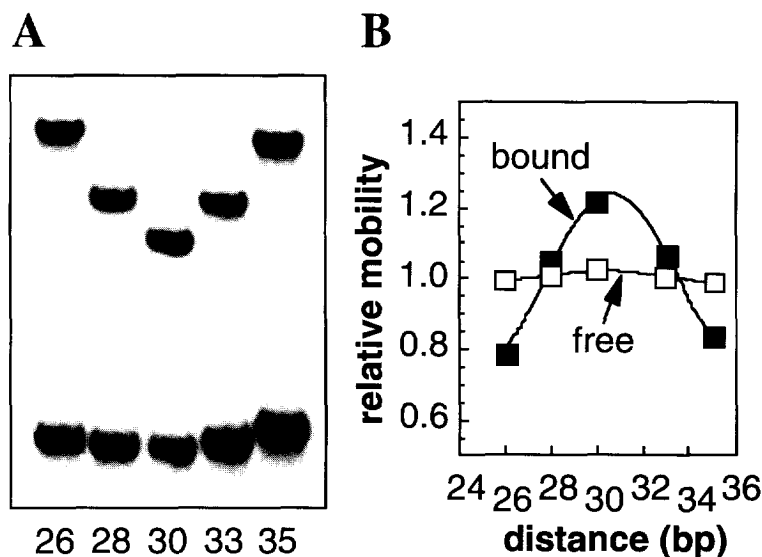 A
26 28 30 33 35
B
1.4
1.2
1.0
0.8
0.6
relative mobility
bound
free
24 26 28 30 32 34 36
distance (bp)